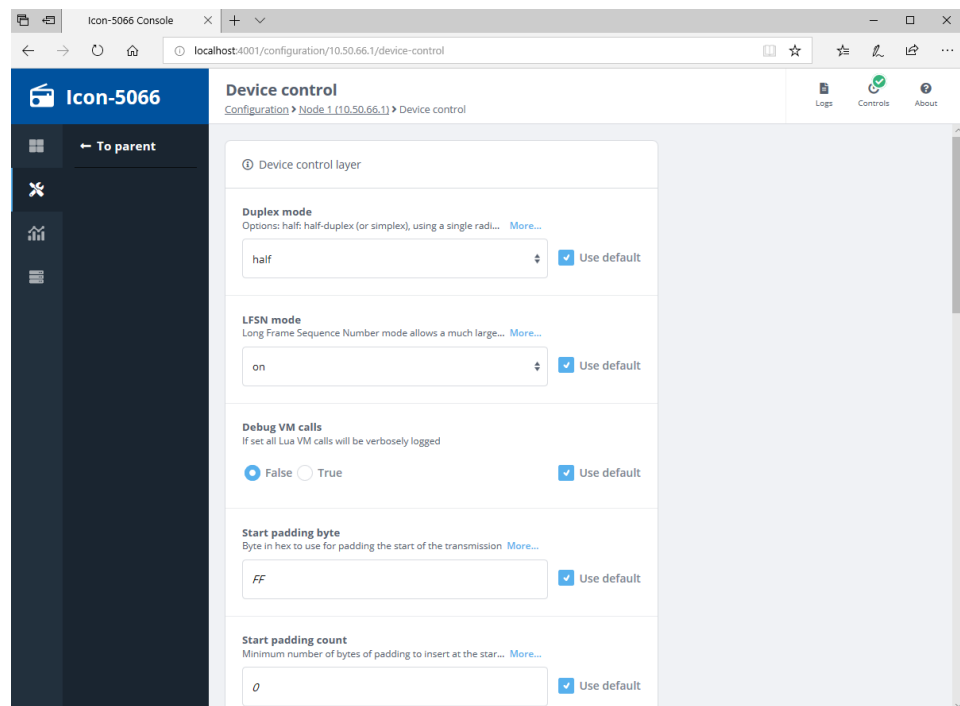 Icon-5066 Console
localhost:4001/configuration/10.50.66.1/device-control
Icon-5066
Device control
Configuration > Node 1 (10.50.66.1) > Device control
Logs
Controls
About
← To parent
Device control layer
Duplex mode
Options: half: half-duplex (or simplex), using a single radi... More...
half
Use default
LFSN mode
Long Frame Sequence Number mode allows a much large... More...
on
Use default
Debug VM calls
If set all Lua VM calls will be verbosely logged
False True
Use default
Start padding byte
Byte in hex to use for padding the start of the transmission More...
FF
Use default
Start padding count
Minimum number of bytes of padding to insert at the star... More...
0
Use default